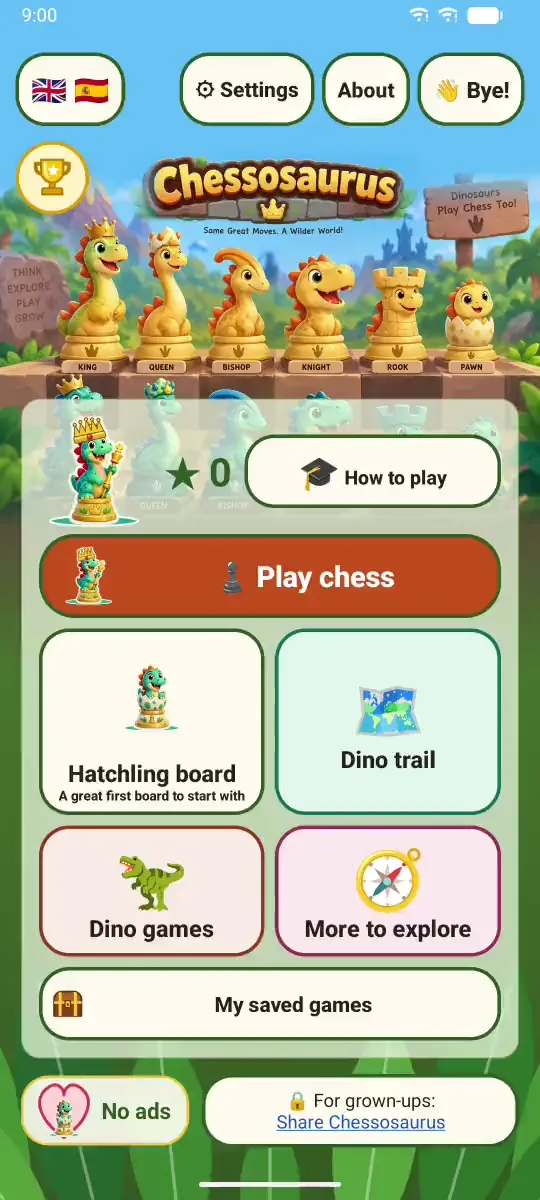 9:00
Settings
About
Bye!
Chessosaurus
Same Great Moves. A Wilder World!
Dinosaurs
Play Chess Too!
THINK
EXPLORE
PLAY
GROW
KING
QUEEN
BISHOP
KNIGHT
ROOK
PAWN
QUEEN
BISHOP
★ 0
How to play
Play chess
Hatchling board
A great first board to start with
Dino trail
Dino games
More to explore
My saved games
No ads
For grown-ups:
Share Chessosaurus